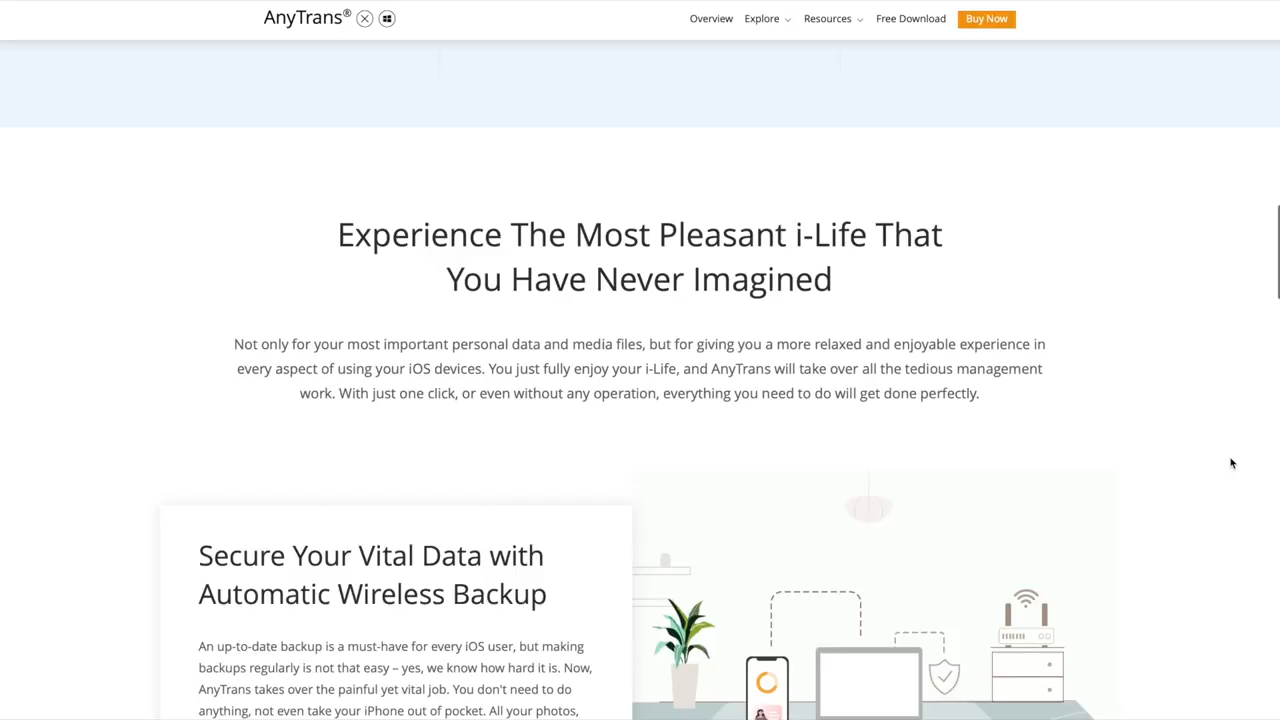 AnyTrans®
Overview Explore Resources Free Download Buy Now
Experience The Most Pleasant i-Life That
You Have Never Imagined
Not only for your most important personal data and media files, but for giving you a more relaxed and enjoyable experience in
every aspect of using your iOS devices. You just fully enjoy your i-Life, and AnyTrans will take over all the tedious management
work. With just one click, or even without any operation, everything you need to do will get done perfectly.
Secure Your Vital Data with
Automatic Wireless Backup
An up-to-date backup is a must-have for every iOS user, but making
backups regularly is not that easy – yes, we know how hard it is. Now,
AnyTrans takes over the painful yet vital job. You don't need to do
anything, not even take your iPhone out of pocket. All your photos,